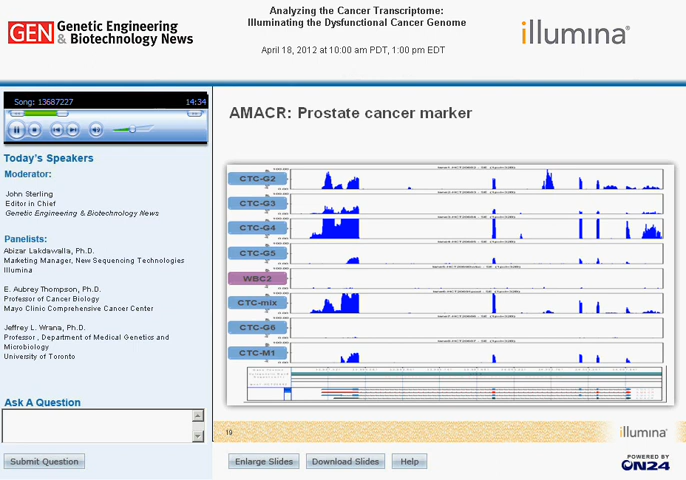 GEN Genetic Engineering
& Biotechnology News
Analyzing the Cancer Transcriptome:
Illuminating the Dysfunctional Cancer Genome
April 18, 2012 at 10:00 am PDT, 1:00 pm EDT
illumina®
Song: 13687227 14:34
Today's Speakers
Moderator:
John Sterling
Editor in Chief
Genetic Engineering & Biotechnology News
Panelists:
Abizar Lakdawalla, Ph.D.
Marketing Manager, New Sequencing Technologies
Illumina
E. Aubrey Thompson, Ph.D.
Professor of Cancer Biology
Mayo Clinic Comprehensive Cancer Center
Jeffrey L. Wrana, Ph.D.
Professor , Department of Medical Genetics and
Microbiology
University of Toronto
Ask A Question
Submit Question
AMACR: Prostate cancer marker
CTC-G2
CTC-G3
CTC-G4
CTC-G5
WBC2
CTC-mix
CTC-G6
CTC-M1
19
illumina®
Enlarge Slides
Download Slides
Help
POWERED BY
ON24